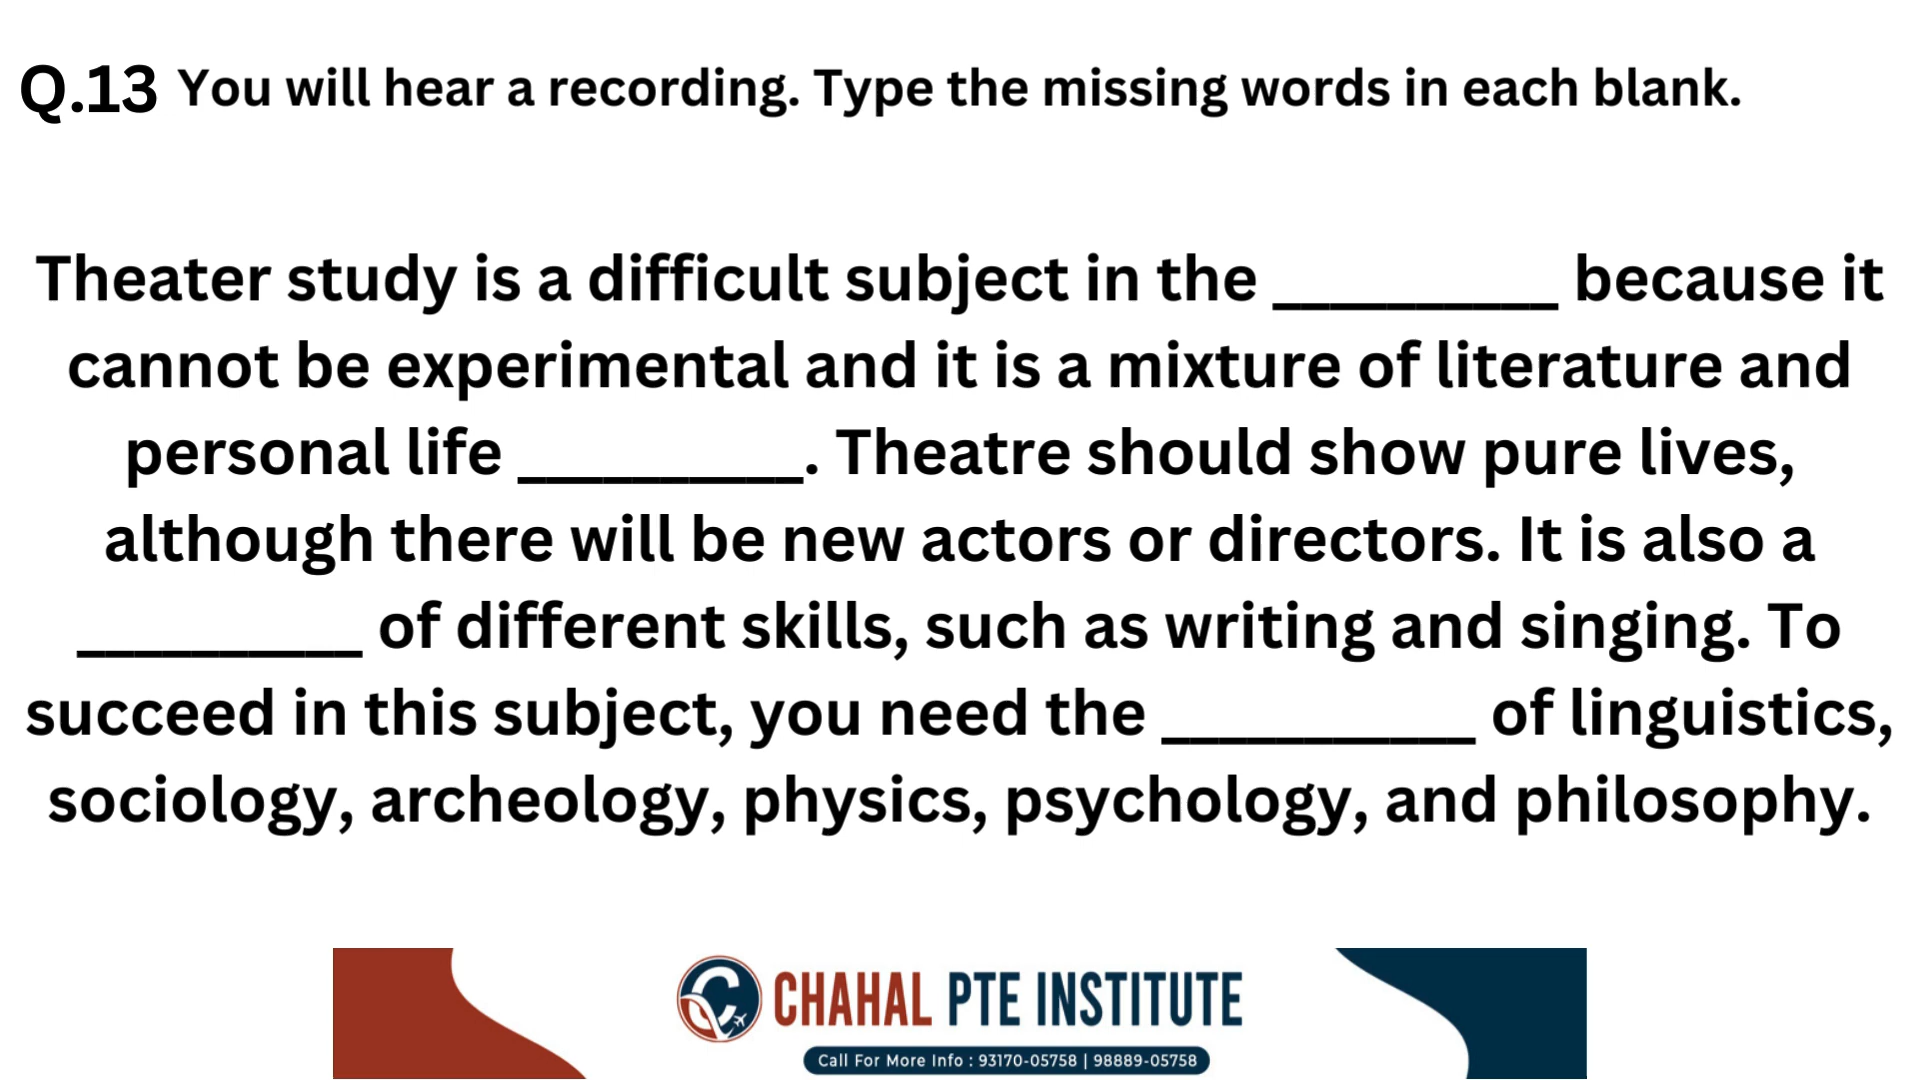 Q.13 You will hear a recording. Type the missing words in each blank.
Theater study is a difficult subject in the __________ because it
cannot be experimental and it is a mixture of literature and
personal life __________. Theatre should show pure lives,
although there will be new actors or directors. It is also a
__________ of different skills, such as writing and singing. To
succeed in this subject, you need the ___________ of linguistics,
sociology, archeology, physics, psychology, and philosophy.
CHAHAL PTE INSTITUTE
Call For More Info : 93170-05758 | 98889-05758